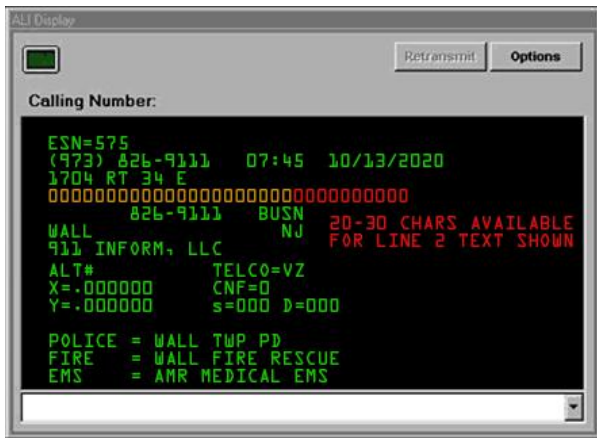 ALI Display
Retransmit
Options
Calling Number:
ESN=575
(973) 826-9111 07:45 10/13/2020
1704 RT 34 E
826-9111 BUSN
WALL NJ
20-30 CHARS AVAILABLE
FOR LINE 2 TEXT SHOWN
911 INFORM, LLC
ALT# TELCO=VZ
X=.000000 CNF=0
Y=.000000 s=000 D=000
POLICE = WALL TWP PD
FIRE = WALL FIRE RESCUE
EMS = AMR MEDICAL EMS